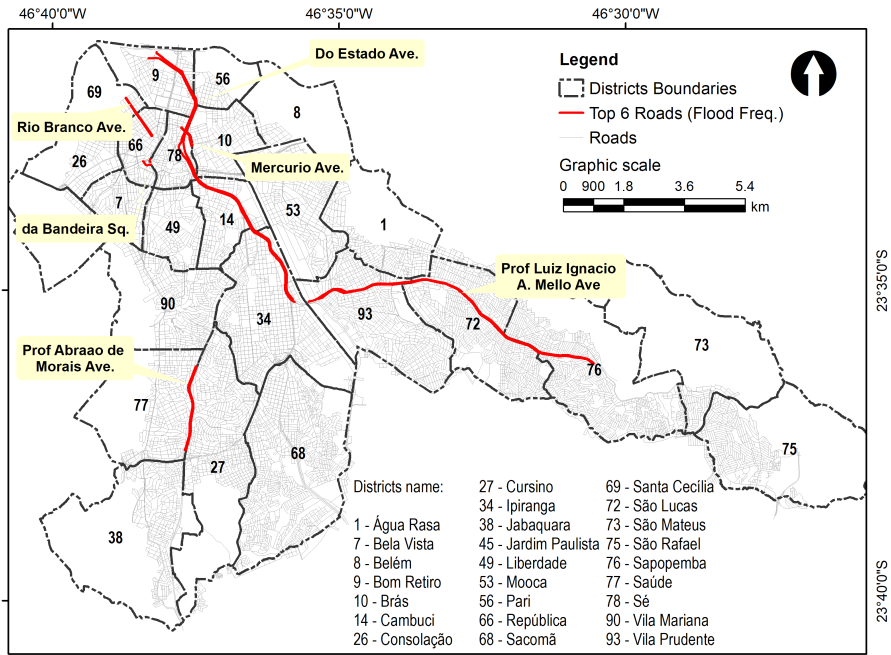 46°40'0"W 46°35'0"W 46°30'0"W
Do Estado Ave.
Legend
Districts Boundaries
Top 6 Roads (Flood Freq.)
Roads
Graphic scale
0 900 1.8 3.6 5.4
km
9
56
69
8
Rio Branco Ave.
66
10
78
26
Mercurio Ave.
7
14
53
1
da Bandeira Sq.
49
Prof Luiz Ignacio
A. Mello Ave
23°35'0"S
90
34
93
72
73
Prof Abraao de
Morais Ave.
76
77
27
68
75
38
23°40'0"S
Districts name:
1 - Água Rasa
7 - Bela Vista
8 - Belém
9 - Bom Retiro
10 - Brás
14 - Cambuci
26 - Consolação
27 - Cursino
34 - Ipiranga
38 - Jabaquara
45 - Jardim Paulista
49 - Liberdade
53 - Mooca
56 - Pari
66 - República
68 - Sacomã
69 - Santa Cecília
72 - São Lucas
73 - São Mateus
75 - São Rafael
76 - Sapopemba
77 - Saúde
78 - Sé
90 - Vila Mariana
93 - Vila Prudente